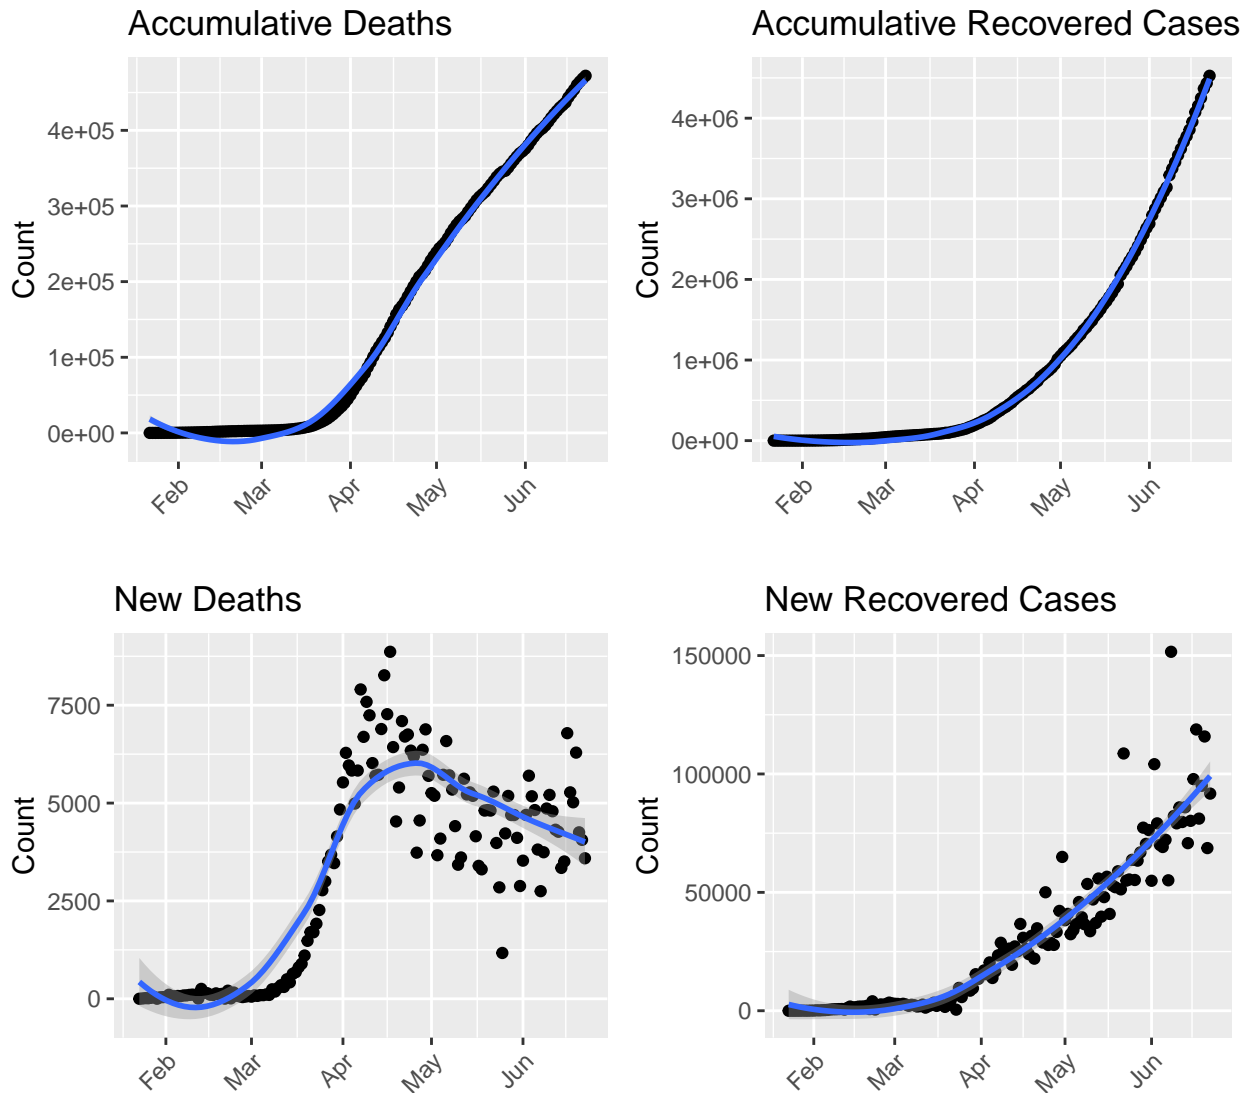 Accumulative Deaths
Count
4e+05
3e+05
2e+05
1e+05
0e+00
Feb Mar Apr May Jun
Accumulative Recovered Cases
Count
4e+06
3e+06
2e+06
1e+06
0e+00
Feb Mar Apr May Jun
New Deaths
Count
7500
5000
2500
0
Feb Mar Apr May Jun
New Recovered Cases
Count
150000
100000
50000
0
Feb Mar Apr May Jun